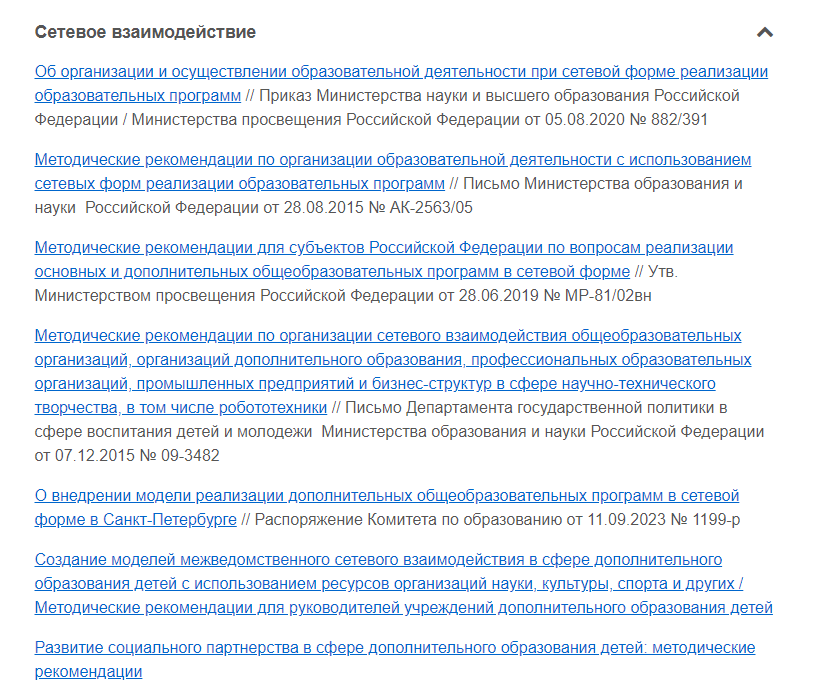 Сетевое взаимодействие
Об организации и осуществлении образовательной деятельности при сетевой форме реализации
образовательных программ // Приказ Министерства науки и высшего образования Российской
Федерации / Министерства просвещения Российской Федерации от 05.08.2020 № 882/391
Методические рекомендации по организации образовательной деятельности с использованием
сетевых форм реализации образовательных программ // Письмо Министерства образования и
науки  Российской Федерации от 28.08.2015 № АК-2563/05
Методические рекомендации для субъектов Российской Федерации по вопросам реализации
основных и дополнительных общеобразовательных программ в сетевой форме // Утв.
Министерством просвещения Российской Федерации от 28.06.2019 № МР-81/02вн
Методические рекомендации по организации сетевого взаимодействия общеобразовательных
организаций, организаций дополнительного образования, профессиональных образовательных
организаций, промышленных предприятий и бизнес-структур в сфере научно-технического
творчества, в том числе робототехники // Письмо Департамента государственной политики в
сфере воспитания детей и молодежи  Министерства образования и науки Российской Федерации
от 07.12.2015 № 09-3482
О внедрении модели реализации дополнительных общеобразовательных программ в сетевой
форме в Санкт-Петербурге // Распоряжение Комитета по образованию от 11.09.2023 № 1199-р
Создание моделей межведомственного сетевого взаимодействия в сфере дополнительного
образования детей с использованием ресурсов организаций науки, культуры, спорта и других /
Методические рекомендации для руководителей учреждений дополнительного образования детей
Развитие социального партнерства в сфере дополнительного образования детей: методические
рекомендации